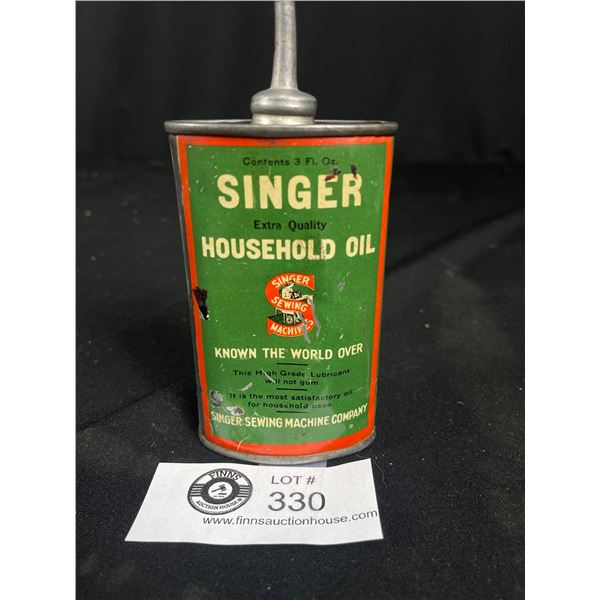 Contents 3 Fl. Oz.
SINGER
Extra Quality
HOUSEHOLD OIL
SINGER
SEWING
MACHINES
KNOWN THE WORLD OVER
This High Grade Lubricant
will not gum
It is the most satisfactory oil
for household uses
SINGER SEWING MACHINE COMPANY
FINNS
AUCTION HOUSE
LOT #
330
www.finnsauctionhouse.com